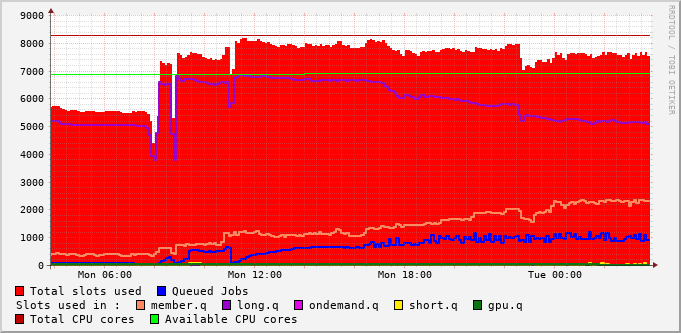 RRDTOOL / TOBI OETIKER
9000
8000
7000
6000
5000
4000
3000
2000
1000
0
Mon 06:00 Mon 12:00 Mon 18:00 Tue 00:00
Total slots used Queued Jobs
Slots used in : member.q long.q ondemand.q short.q gpu.q
Total CPU cores Available CPU cores